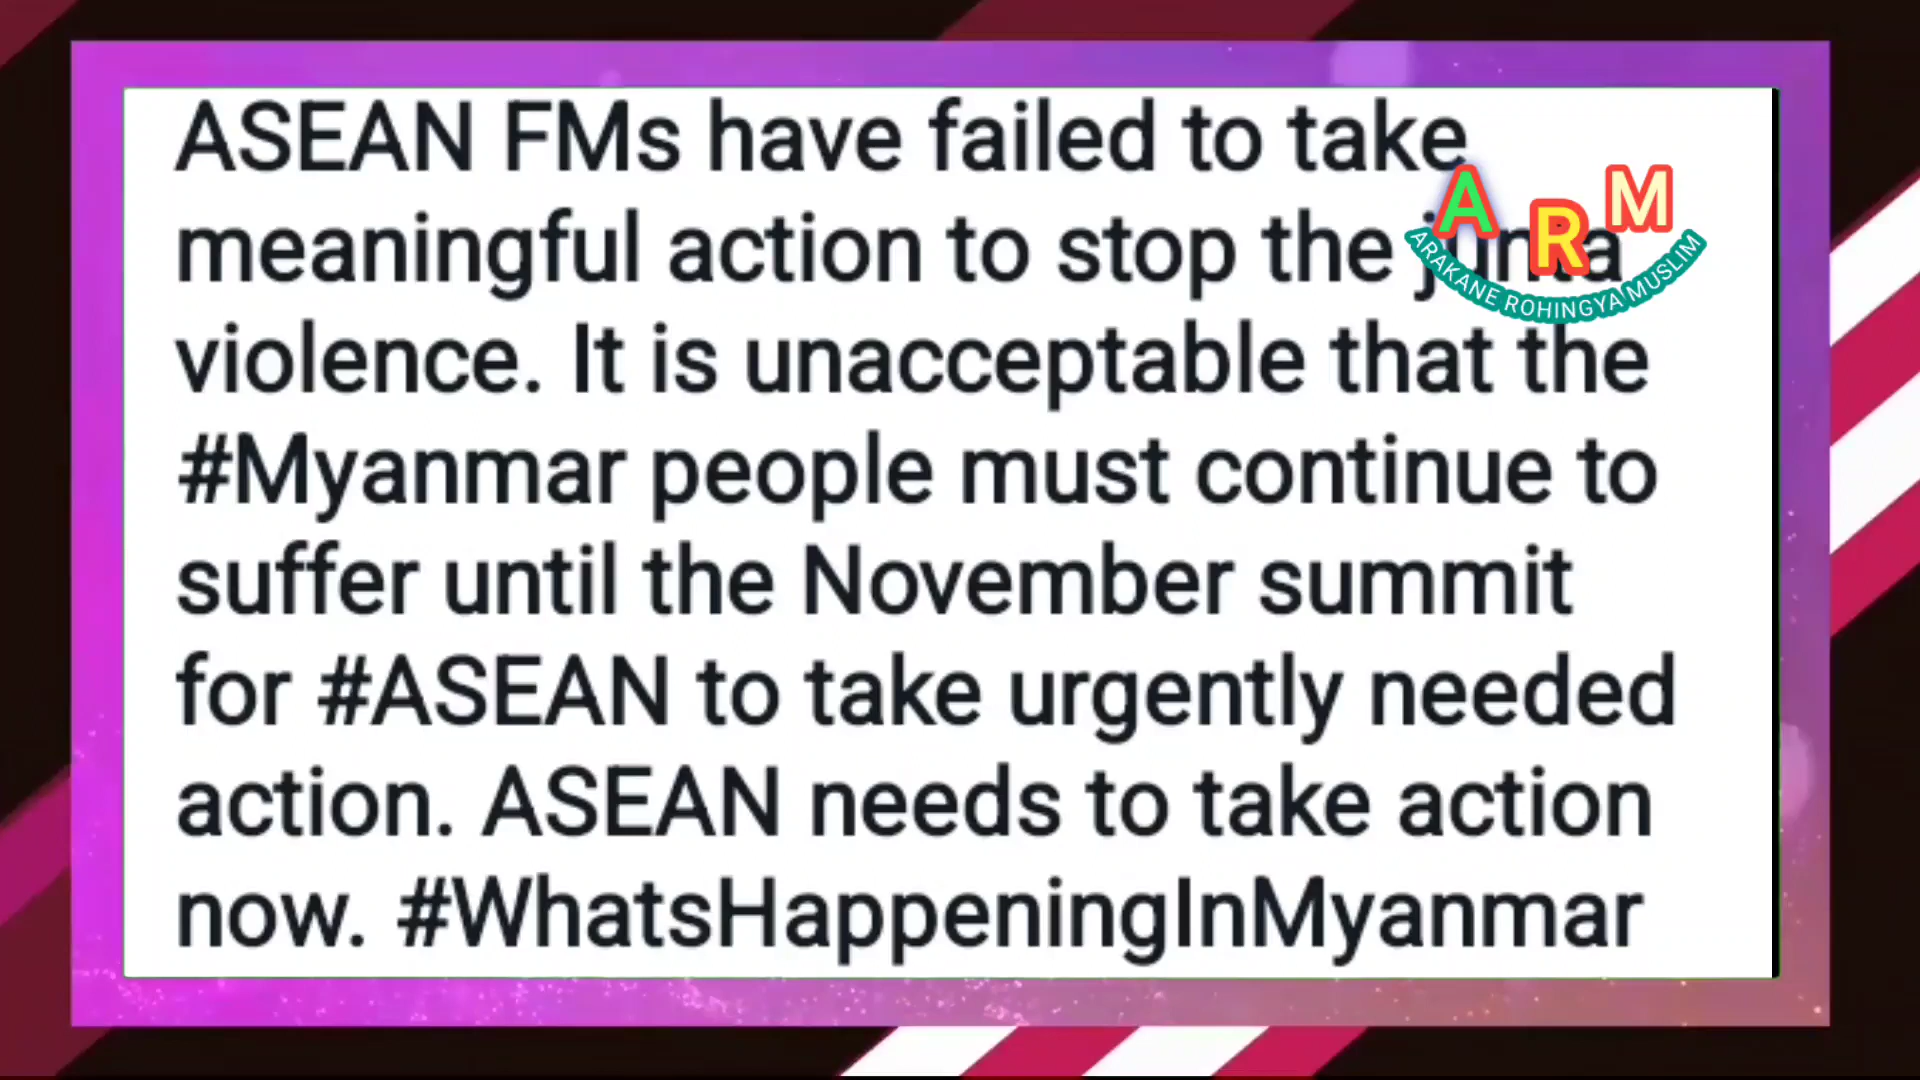 ASEAN FMs have failed to take
meaningful action to stop the junta
violence. It is unacceptable that the
#Myanmar people must continue to
suffer until the November summit
for #ASEAN to take urgently needed
action. ASEAN needs to take action
now. #WhatsHappeningInMyanmar
ARM
ARAKANE ROHINGYA MUSLIM